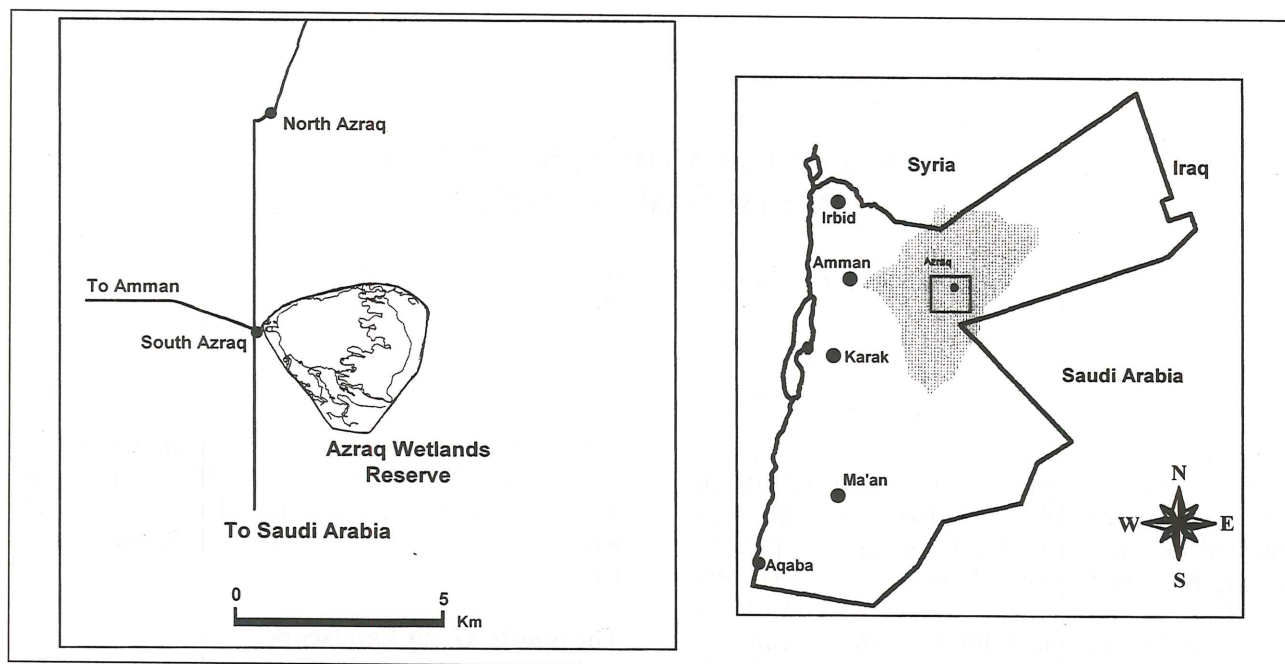 North Azraq
To Amman
South Azraq
Azraq Wetlands
Reserve
To Saudi Arabia
0 5
Km
Syria
Iraq
Irbid
Amman
Azraq
Karak
Saudi Arabia
Ma'an
Aqaba
N
W E
S